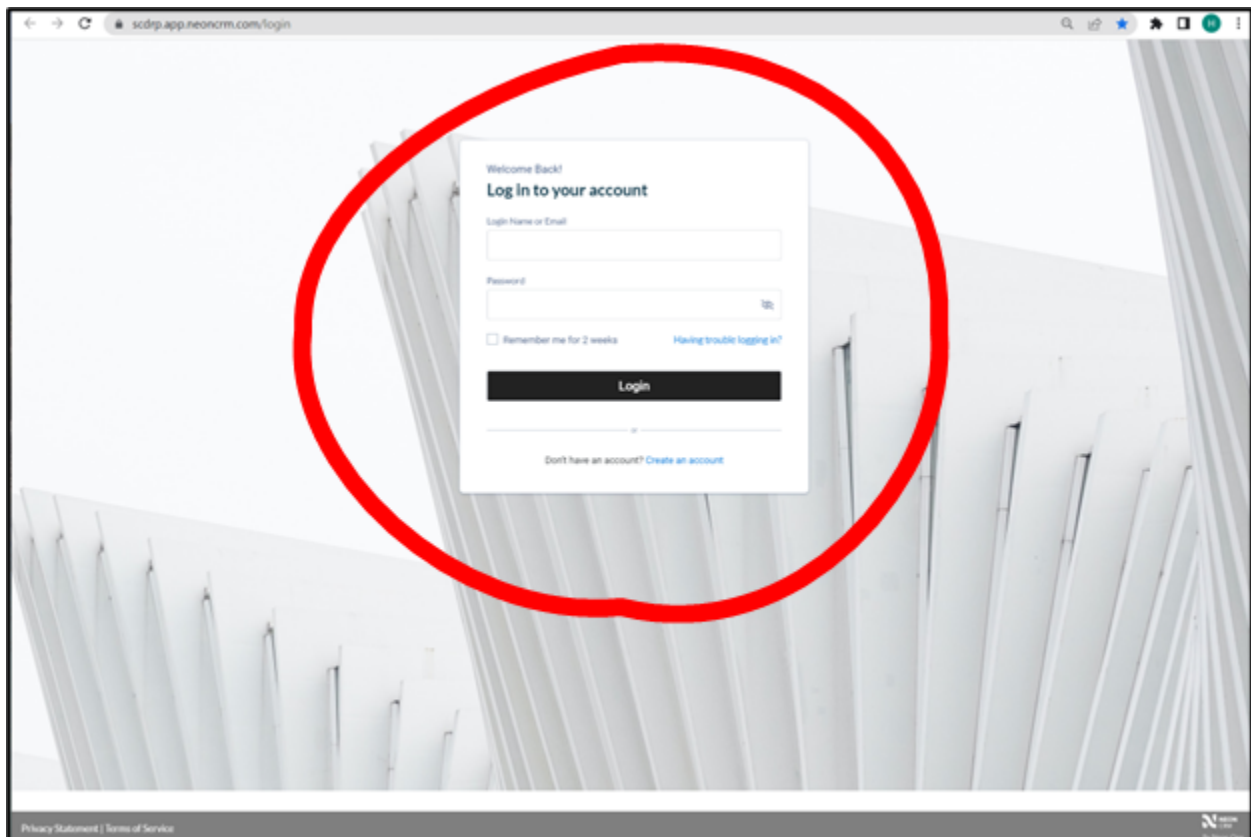 scdrp.app.neoncrm.com/login
H
Welcome Back!
Log in to your account
Login Name or Email
Password
Remember me for 2 weeks
Having trouble logging in?
Login
or
Don't have an account? Create an account
Privacy Statement | Terms of Service
N NEON
CRM